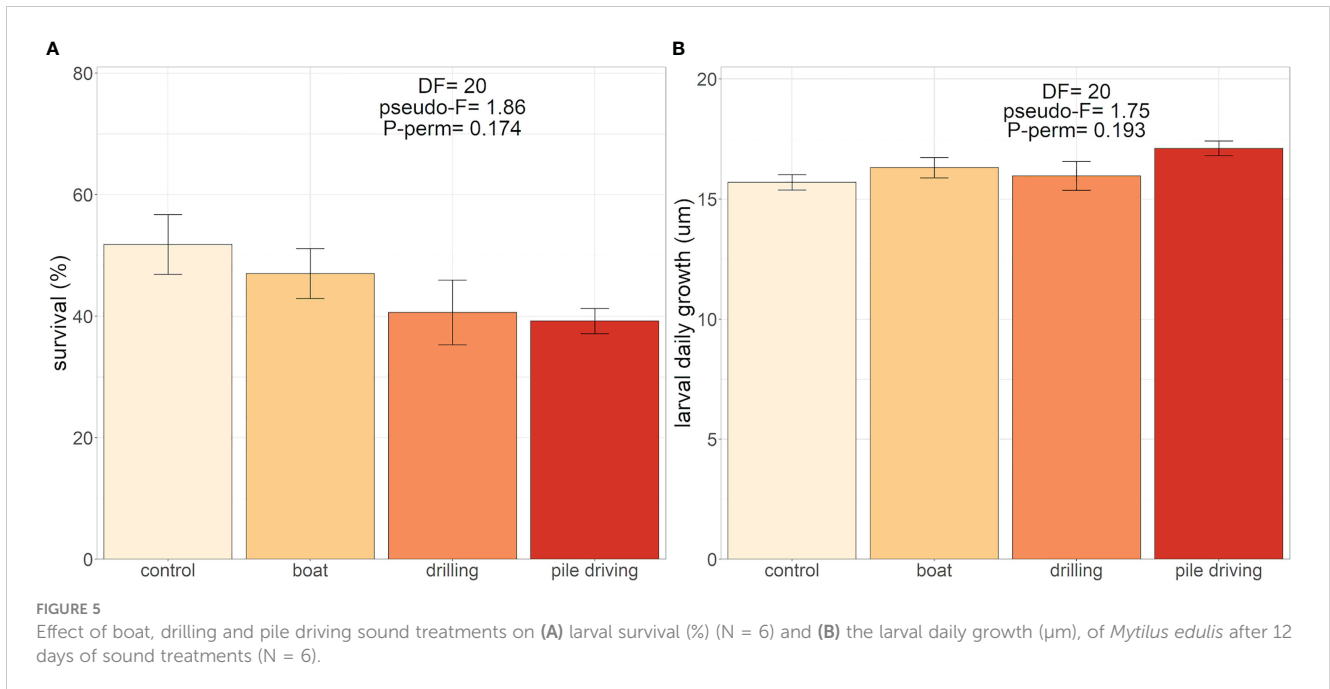 A
B
80
60
40
20
0
survival (%)
DF= 20
pseudo-F= 1.86
P-perm= 0.174
control
boat
drilling
pile driving
20
15
10
5
0
larval daily growth (um)
DF= 20
pseudo-F= 1.75
P-perm= 0.193
control
boat
drilling
pile driving
FIGURE 5
Effect of boat, drilling and pile driving sound treatments on (A) larval survival (%) (N = 6) and (B) the larval daily growth (μm), of Mytilus edulis after 12
days of sound treatments (N = 6).